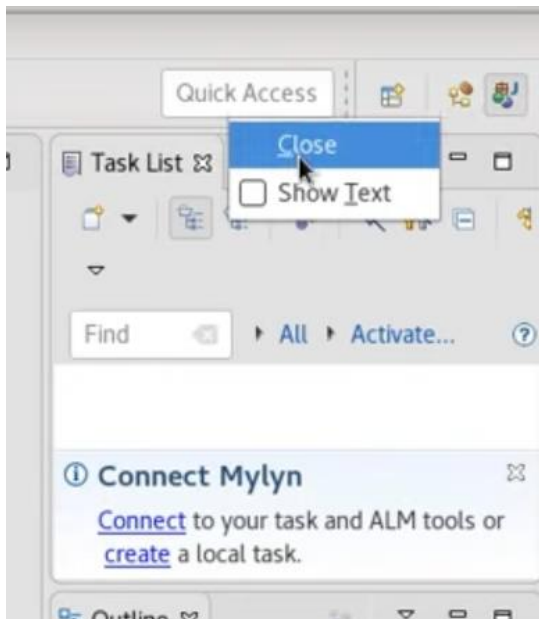 Quick Access
Close
Task List
Show Text
Find
All
Activate...
Connect Mylyn
Connect to your task and ALM tools or
create a local task.
Outline